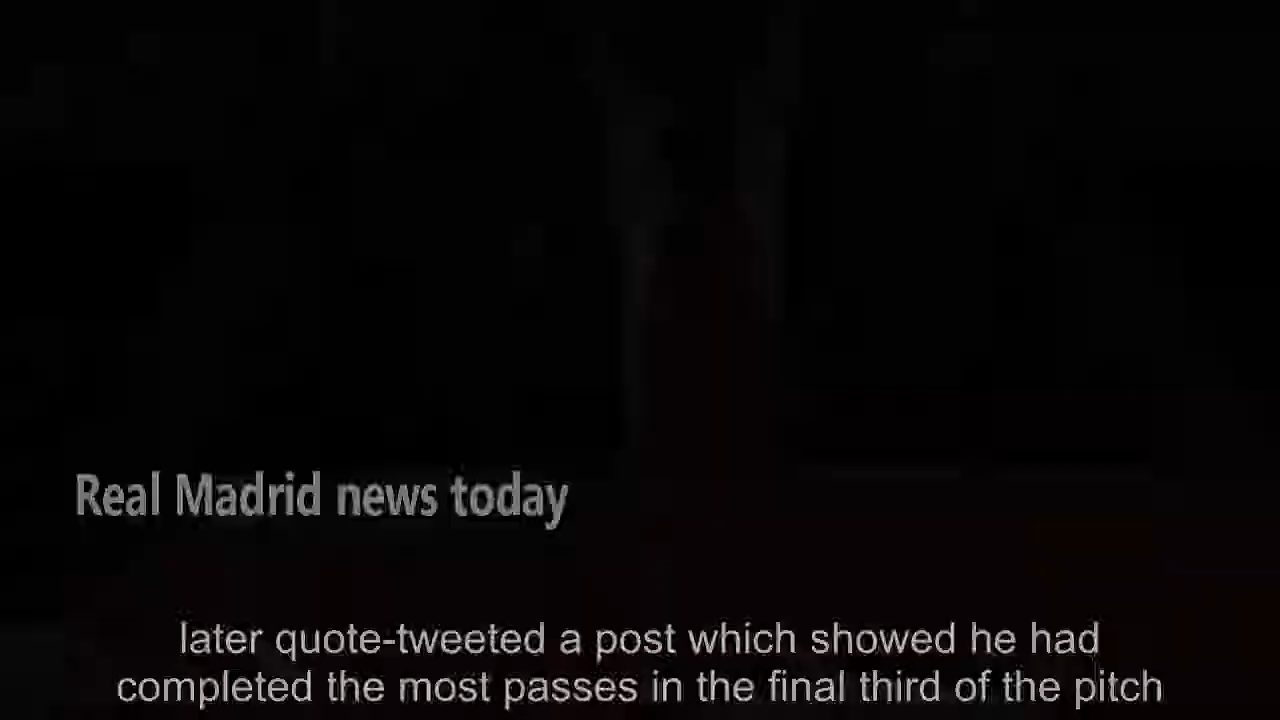 Real Madrid news today
later quote-tweeted a post which showed he had
completed the most passes in the final third of the pitch